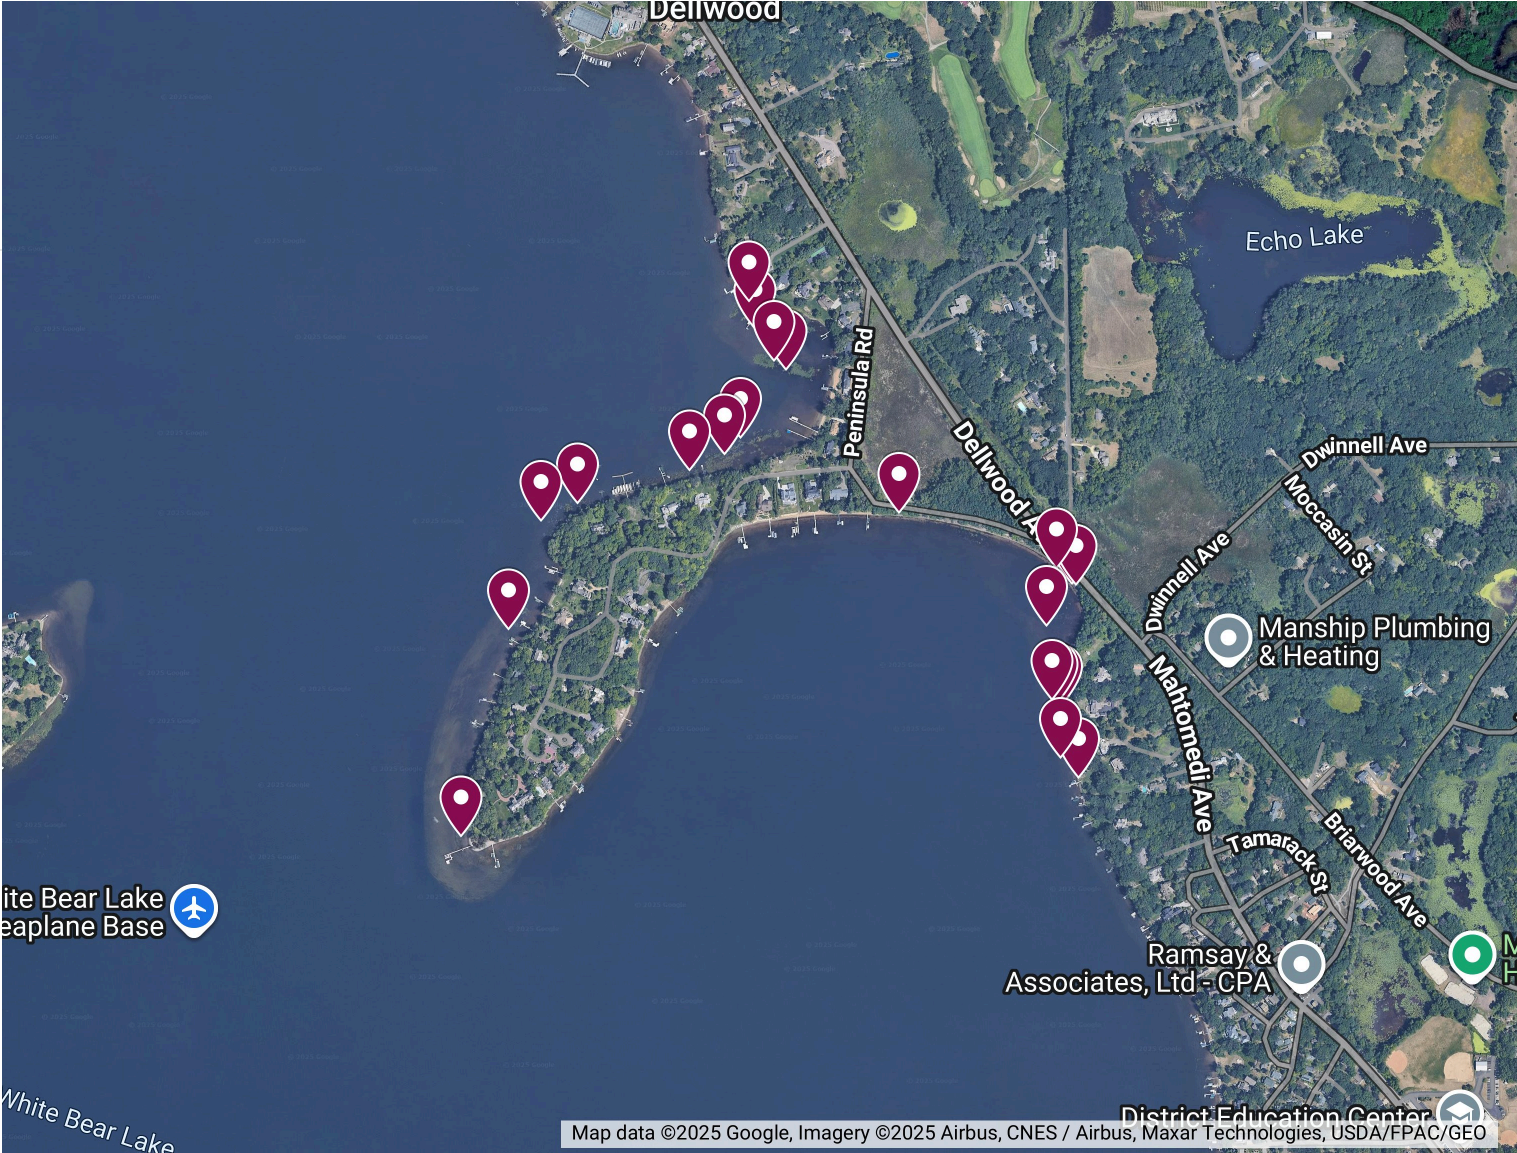 Dellwood
Echo Lake
Peninsula Rd
Dellwood A
Dwinnell Ave
Moccasin St
Dwinnell Ave
Manship Plumbing
& Heating
Mahtomedi Ave
Tamarack St
Briarwood Ave
ite Bear Lake
eaplane Base
Ramsay &
Associates, Ltd - CPA
M
H
White Bear Lake
District Education Center
Map data ©2025 Google, Imagery ©2025 Airbus, CNES / Airbus, Maxar Technologies, USDA/FPAC/GEO